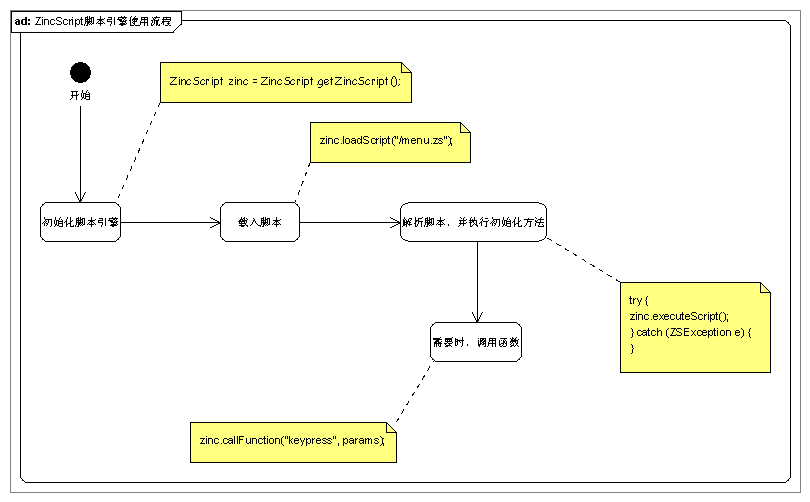 ad: ZincScript脚本引擎使用流程
开始
ZincScript zinc = ZincScript.getZincScript();
zinc.loadScript("/menu.zs");
初始化脚本引擎
载入脚本
解析脚本，并执行初始化方法
try {
zinc.executeScript();
} catch (ZSException e) {
}
需要时，调用函数
zinc.callFunction("keypress", params);